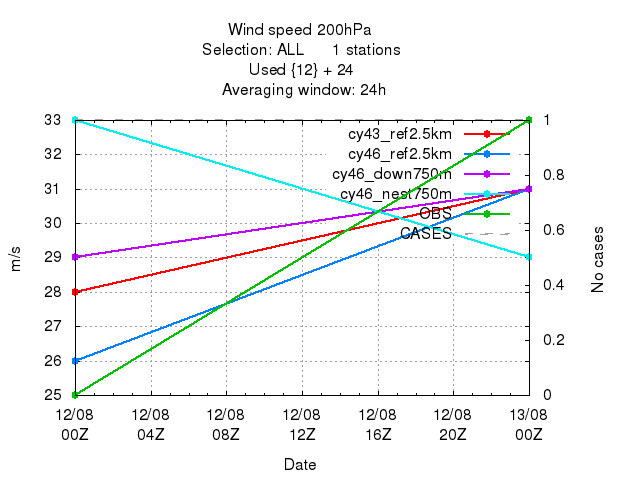 Wind speed 200hPa
Selection: ALL 1 stations
Used {12} + 24
Averaging window: 24h
33
32
31
30
29
28
27
26
25
m/s
1
0.8
0.6
0.4
0.2
0
No cases
cy43_ref2.5km
cy46_ref2.5km
cy46_down750m
cy46_nest750m
OBS
CASES
12/08 12/08 12/08 12/08 12/08 12/08 13/08
00Z 04Z 08Z 12Z 16Z 20Z 00Z
Date